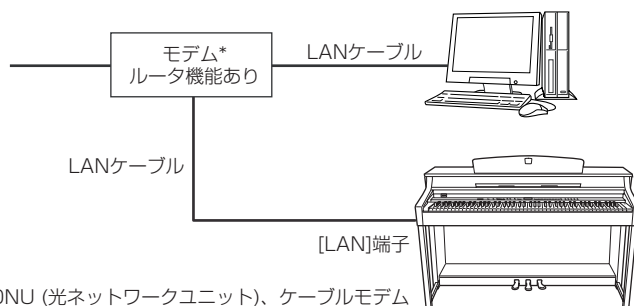 モデム*
ルータ機能あり
LANケーブル
LANケーブル
[LAN]端子
ONU (光ネットワークユニット)、ケーブルモデム